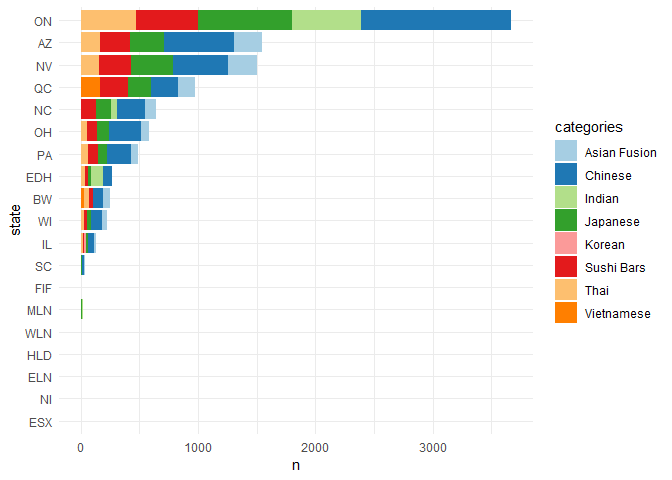 ON
AZ
NV
QC
NC
OH
PA
EDH
BW
WI
IL
SC
FIF
MLN
WLN
HLD
ELN
NI
ESX
state
0 1000 2000 3000
n
categories
Asian Fusion
Chinese
Indian
Japanese
Korean
Sushi Bars
Thai
Vietnamese